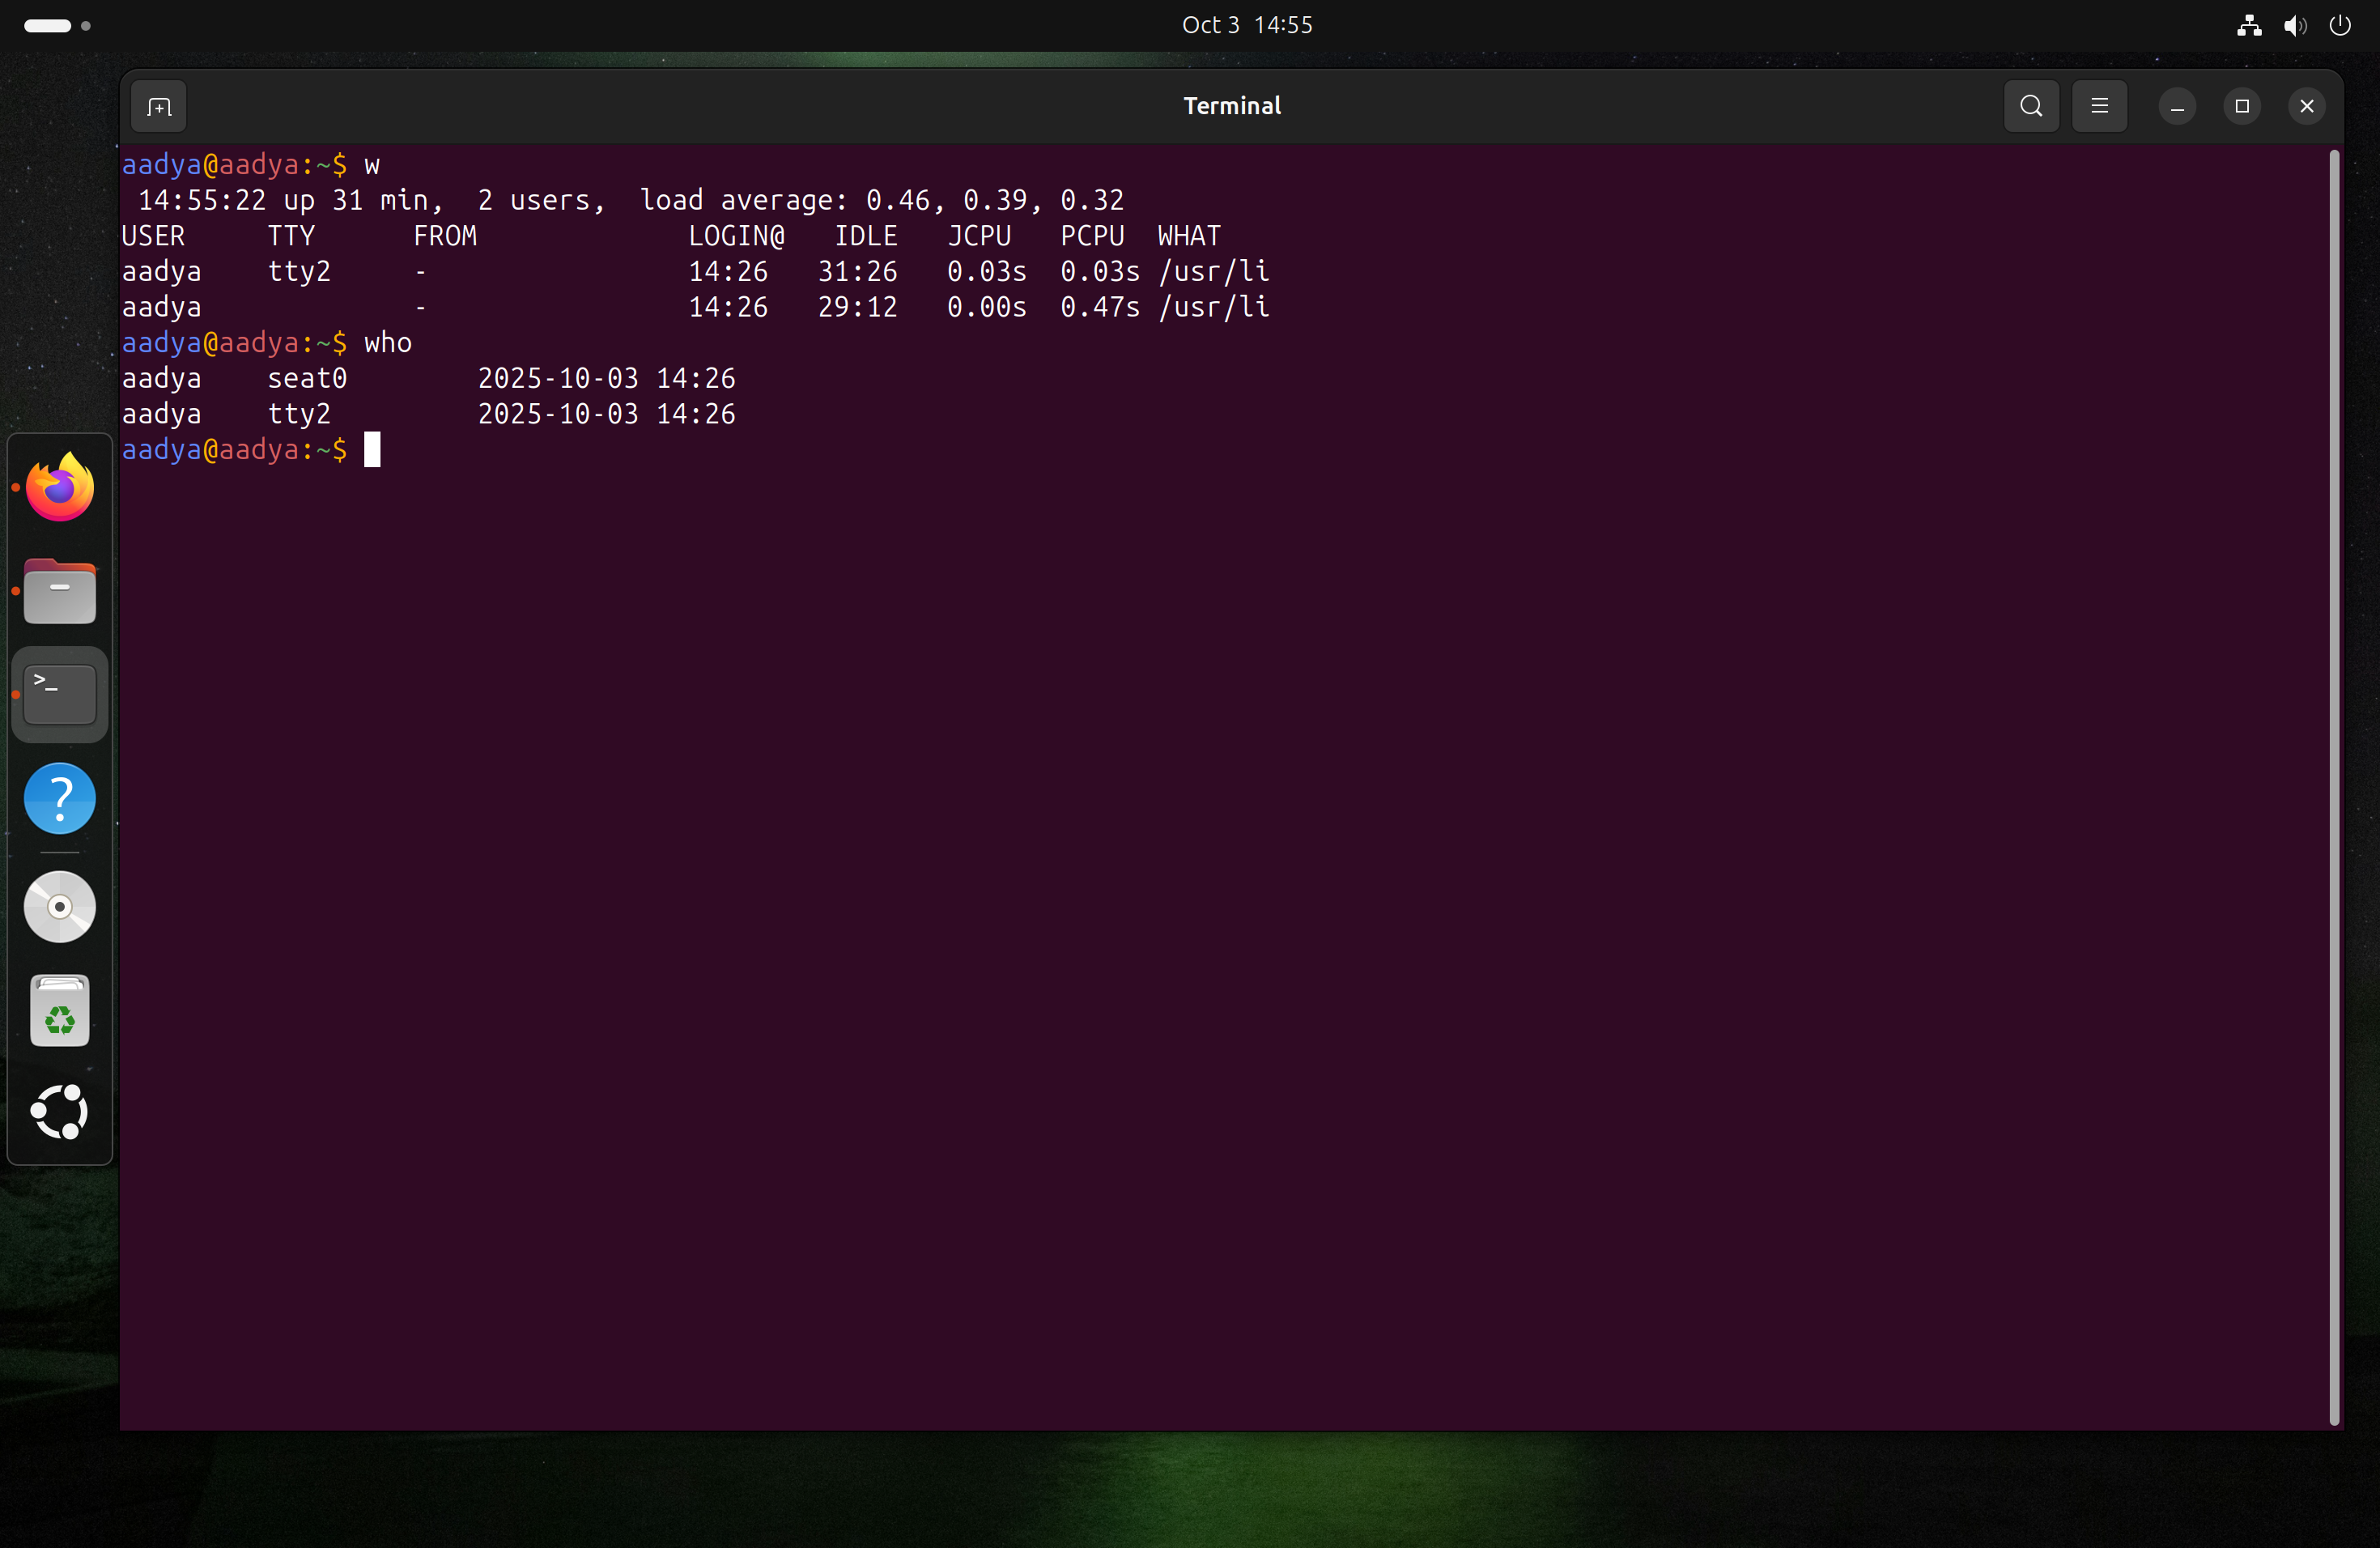 Oct 3 14:55
Terminal
aadya@aadya:~$ w
 14:55:22 up 31 min,  2 users,  load average: 0.46, 0.39, 0.32
USER     TTY      FROM             LOGIN@   IDLE   JCPU   PCPU  WHAT
aadya    tty2     -                14:26   31:26   0.03s  0.03s /usr/li
aadya             -                14:26   29:12   0.00s  0.47s /usr/li
aadya@aadya:~$ who
aadya    seat0        2025-10-03 14:26
aadya    tty2         2025-10-03 14:26
aadya@aadya:~$